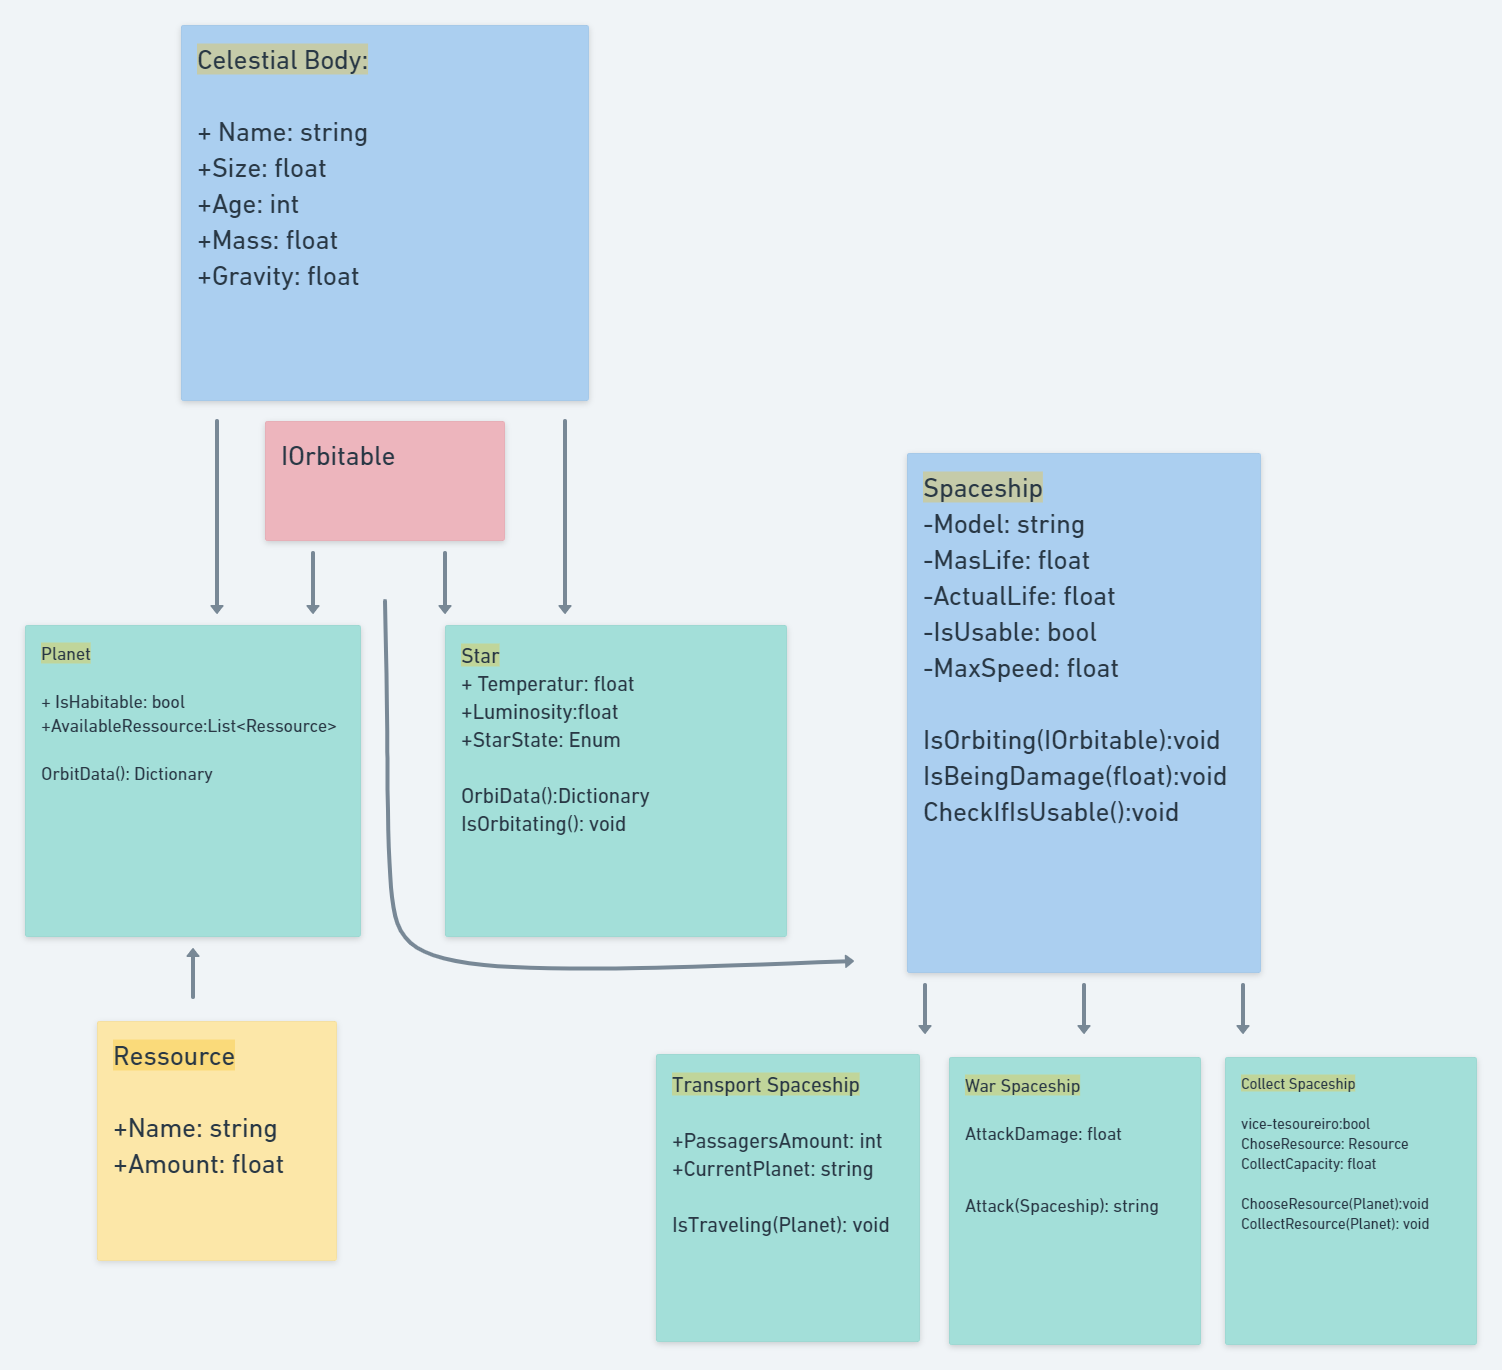 Celestial Body:
+ Name: string
+Size: float
+Age: int
+Mass: float
+Gravity: float
IOrbitable
Planet
+ IsHabitable: bool
+AvailableRessource:List<Ressource>
OrbitData(): Dictionary
Star
+ Temperatur: float
+Luminosity:float
+StarState: Enum
OrbiData():Dictionary
IsOrbitating(): void
Spaceship
-Model: string
-MasLife: float
-ActualLife: float
-IsUsable: bool
-MaxSpeed: float
IsOrbiting(IOrbitable):void
IsBeingDamage(float):void
CheckIfIsUsable():void
Ressource
+Name: string
+Amount: float
Transport Spaceship
+PassagersAmount: int
+CurrentPlanet: string
IsTraveling(Planet): void
War Spaceship
AttackDamage: float
Attack(Spaceship): string
Collect Spaceship
vice-tesoureiro:bool
ChoseResource: Resource
CollectCapacity: float
ChooseResource(Planet):void
CollectResource(Planet): void